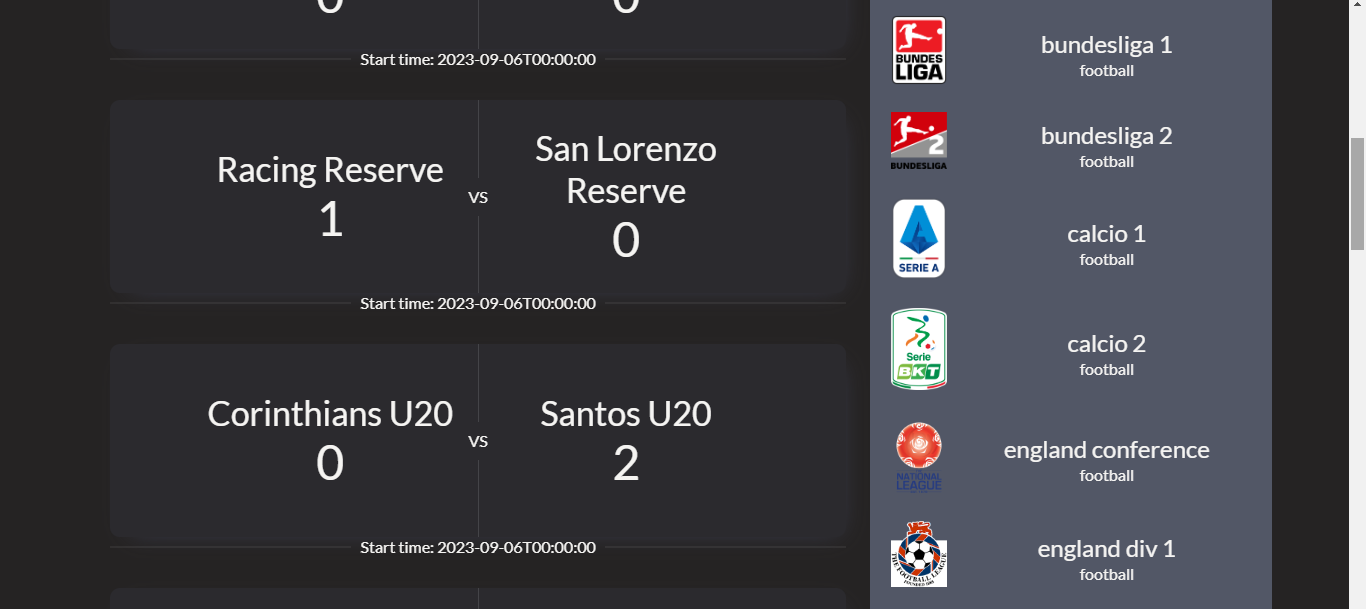 0
0
Start time: 2023-09-06T00:00:00
Racing Reserve
1
vs
San Lorenzo
Reserve
0
Start time: 2023-09-06T00:00:00
Corinthians U20
0
vs
Santos U20
2
Start time: 2023-09-06T00:00:00
BUNDES
LIGA
bundesliga 1
football
2
BUNDESLIGA
bundesliga 2
football
SERIE A
calcio 1
football
Serie
BKT
calcio 2
football
NATIONAL
LEAGUE
england conference
football
THE FOOTBALL LEAGUE
england div 1
football